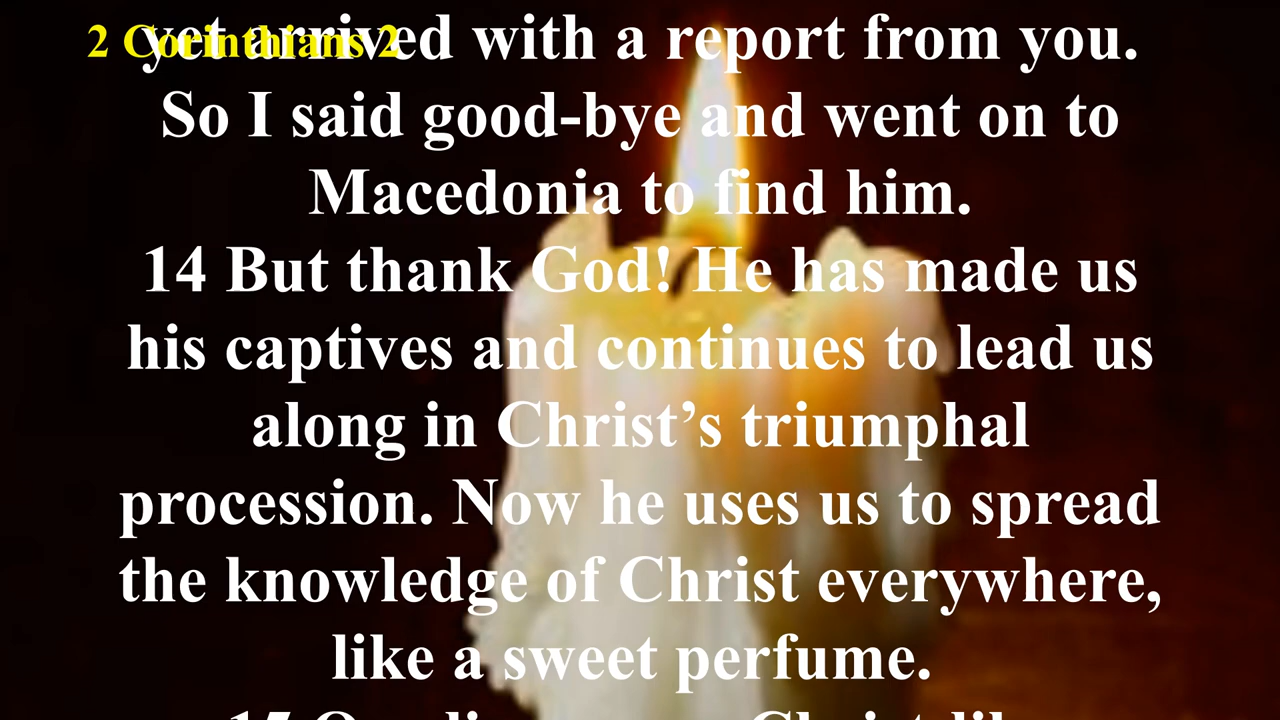 2 Corinthians 2
yet arrived with a report from you.
So I said good-bye and went on to
Macedonia to find him.
14 But thank God! He has made us
his captives and continues to lead us
along in Christ’s triumphal
procession. Now he uses us to spread
the knowledge of Christ everywhere,
like a sweet perfume.